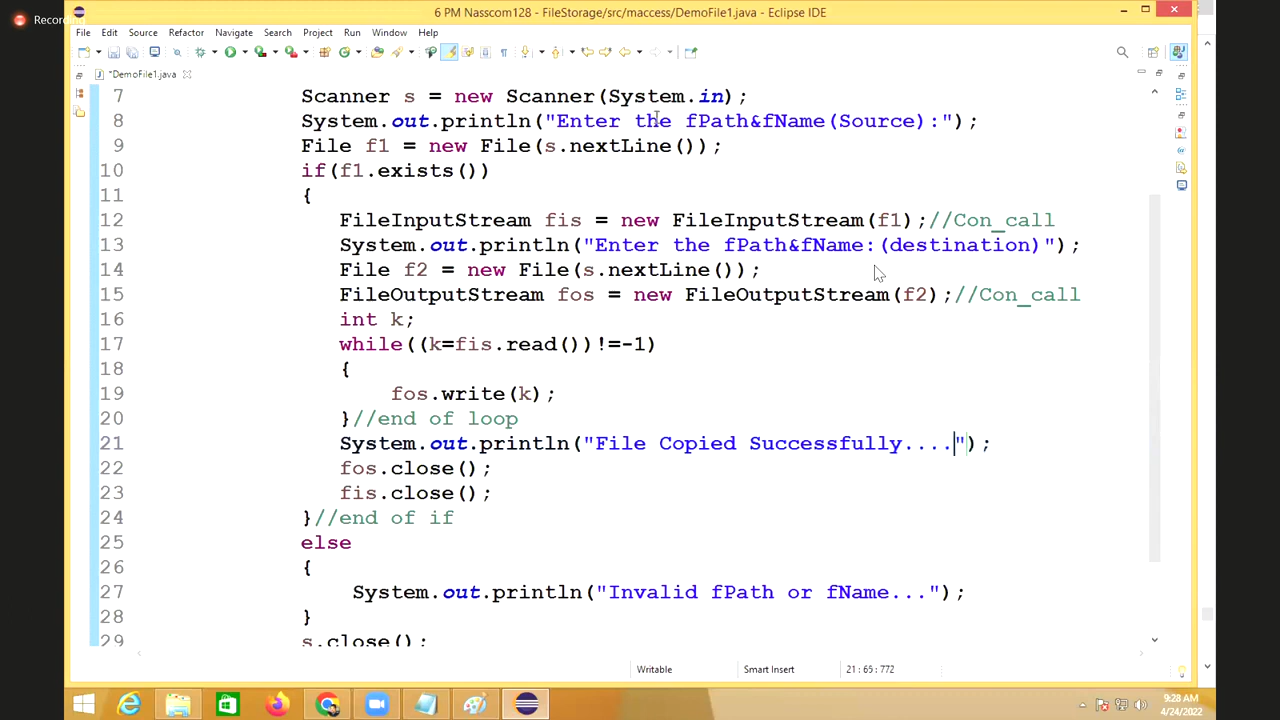 Recording
6 PM Nasscom128 - FileStorage/src/maccess/DemoFile1.java - Eclipse IDE
File Edit Source Refactor Navigate Search Project Run Window Help
*DemoFile1.java
7 Scanner s = new Scanner(System.in);
8 System.out.println("Enter the fPath&fName(Source):");
9 File f1 = new File(s.nextLine());
10 if(f1.exists())
11 {
12 FileInputStream fis = new FileInputStream(f1);//Con_call
13 System.out.println("Enter the fPath&fName:(destination)");
14 File f2 = new File(s.nextLine());
15 FileOutputStream fos = new FileOutputStream(f2);//Con_call
16 int k;
17 while((k=fis.read())!=-1)
18 {
19 fos.write(k);
20 }//end of loop
21 System.out.println("File Copied Successfully....");
22 fos.close();
23 fis.close();
24 }//end of if
25 else
26 {
27 System.out.println("Invalid fPath or fName...");
28 }
29 s.close();
Writable Smart Insert 21 : 65 : 772
9:28 AM
4/24/2022